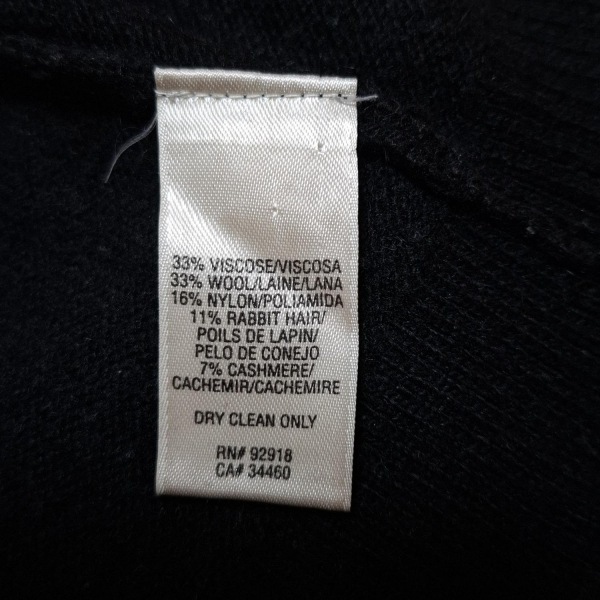 33% VISCOSE/VISCOSA
33% WOOL/LAINE/LANA
16% NYLON/POLIAMIDA
11% RABBIT HAIR/
POILS DE LAPIN/
PELO DE CONEJO
7% CASHMERE/
CACHEMIR/CACHEMIRE
DRY CLEAN ONLY
RN# 92918
CA# 34460